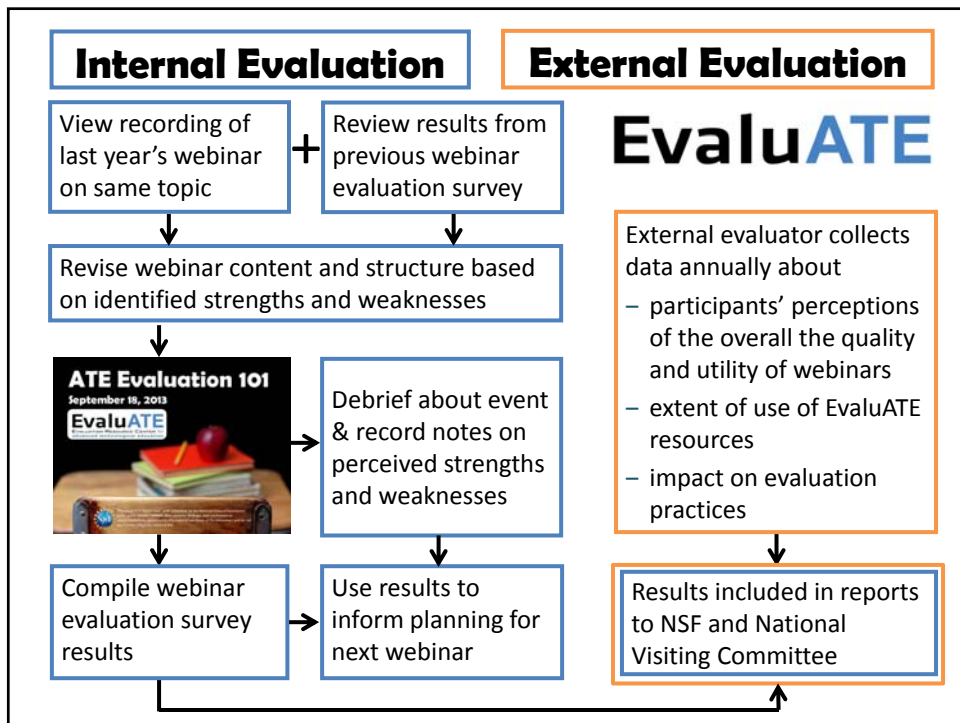 Internal Evaluation
External Evaluation
View recording of
last year's webinar
on same topic
+
Review results from
previous webinar
evaluation survey
EvaluATE
Revise webinar content and structure based
on identified strengths and weaknesses
External evaluator collects
data annually about
– participants' perceptions
of the overall the quality
and utility of webinars
– extent of use of EvaluATE
resources
– impact on evaluation
practices
ATE Evaluation 101
September 18, 2013
EvaluATE
Debrief about event
& record notes on
perceived strengths
and weaknesses
Compile webinar
evaluation survey
results
Use results to
inform planning for
next webinar
Results included in reports
to NSF and National
Visiting Committee